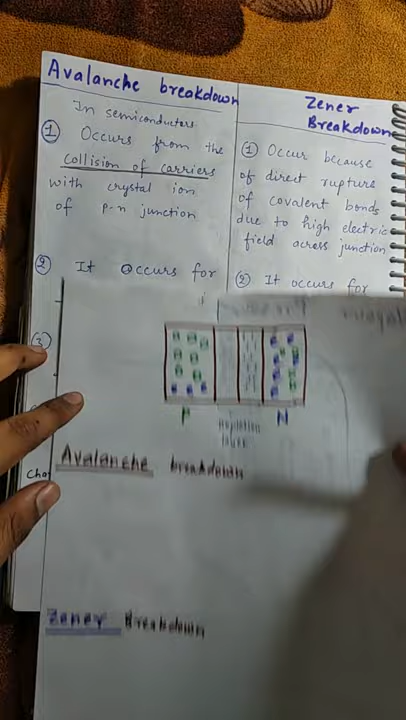 Avalanche breakdown
In semiconductors
① Occurs from the
collision of carriers
with crystal ion
of p-n junction
② It occurs for
③
Zener
Breakdown
① Occur because
of direct rupture
of covalent bonds
due to high electric
field across junction
② It occurs for
P
N
Depletion
layer
Avalanche breakdown
Zener Breakdown